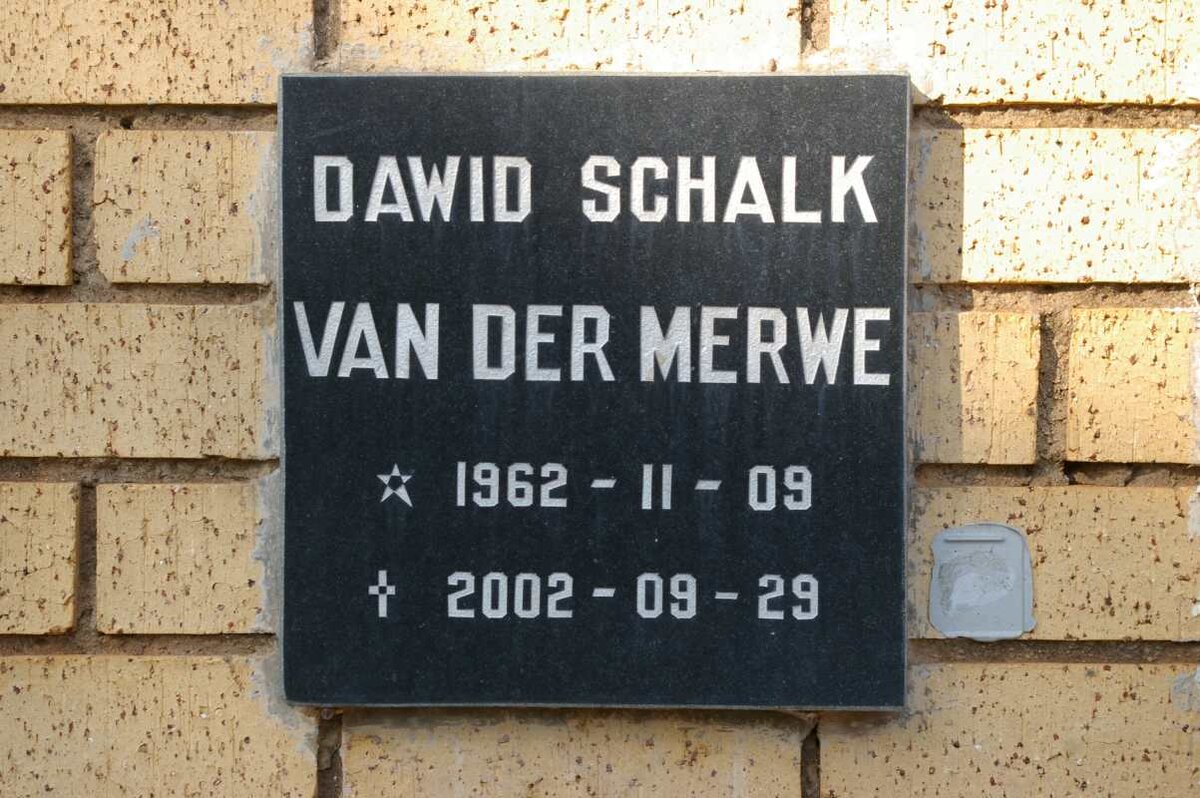 DAWID SCHALK
VAN DER MERWE
★ 1962 - 11 - 09
✝ 2002 - 09 - 29